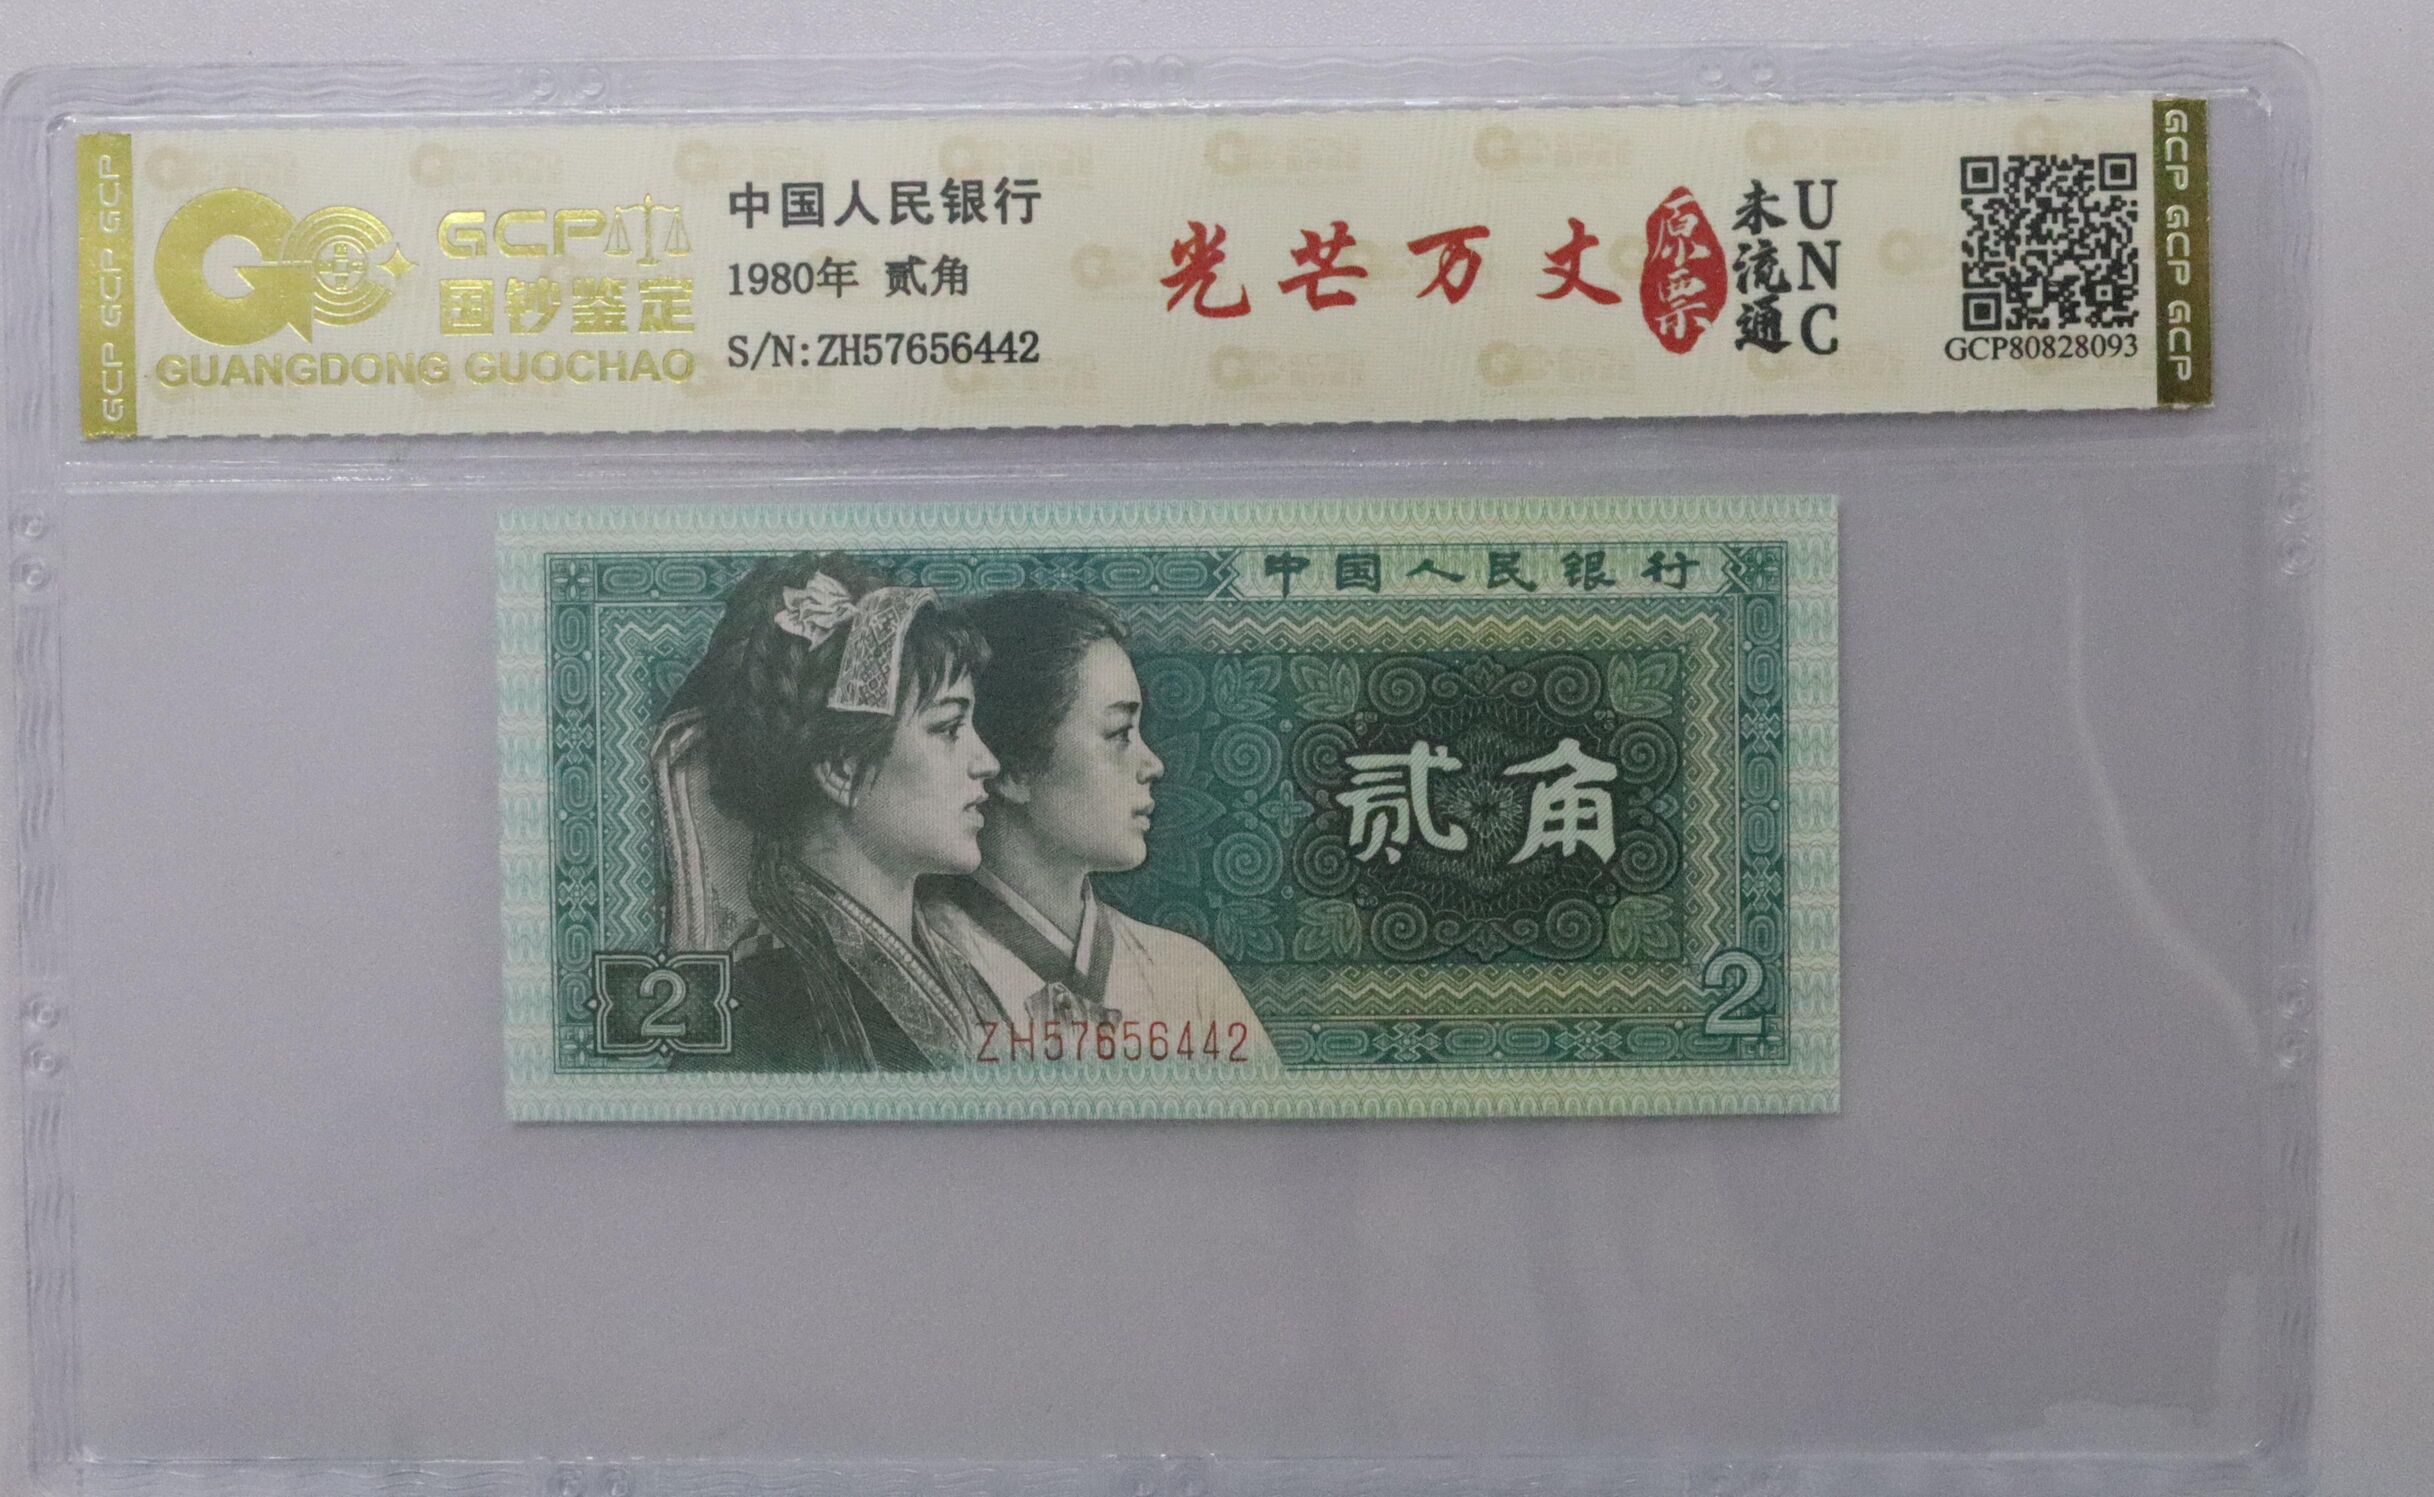 GCP GCP GCP
GCP
国钞鉴定
GUANGDONG GUOCHAO
中国人民银行
1980年 贰角
S/N:ZH57656442
光芒万丈
原票
未流通
UNC
GCP80828093
GCP GCP GCP
中国人民银行
贰角
2
2
ZH57656442